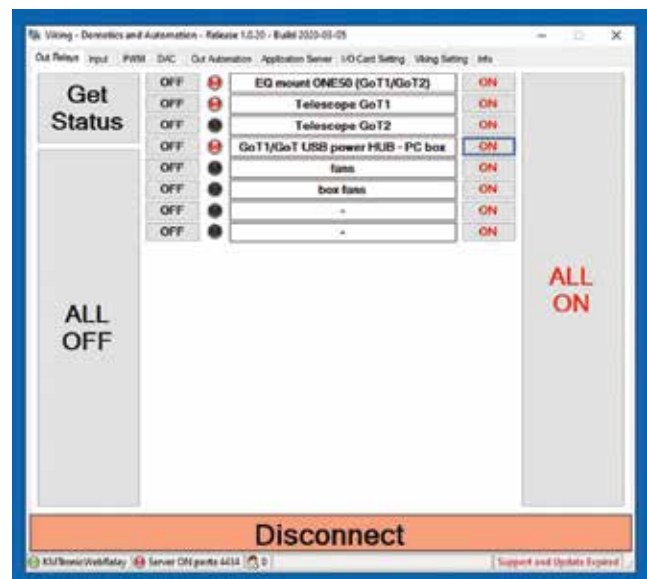 Viking - Domotics and Automation - Release 1.0.20 - Build 2020-03-05
Out Relays Input PWM DAC Out Automation Application Server I/O Card Setting Viking Setting Info
Get
Status
OFF EQ mount ONE50 (GoT1/GoT2) ON
OFF Telescope GoT1 ON
OFF Telescope GoT2 ON
OFF GoT1/GoT USB power HUB - PC box ON
OFF fans ON
OFF box fans ON
OFF - ON
OFF - ON
ALL
OFF
ALL
ON
Disconnect
KMTronic WebRelay Server ON porta 4434 0 Support and Update Expired